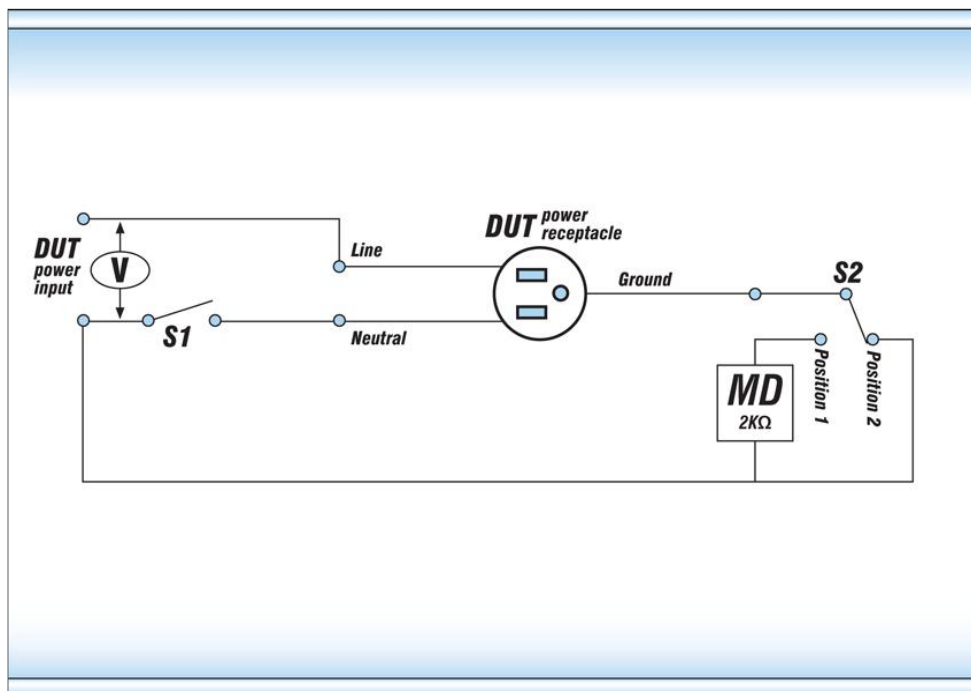 DUT power
receptacle
DUT
power
input
V
Line
Ground
S2
S1
Neutral
MD
2KΩ
Position 1
Position 2